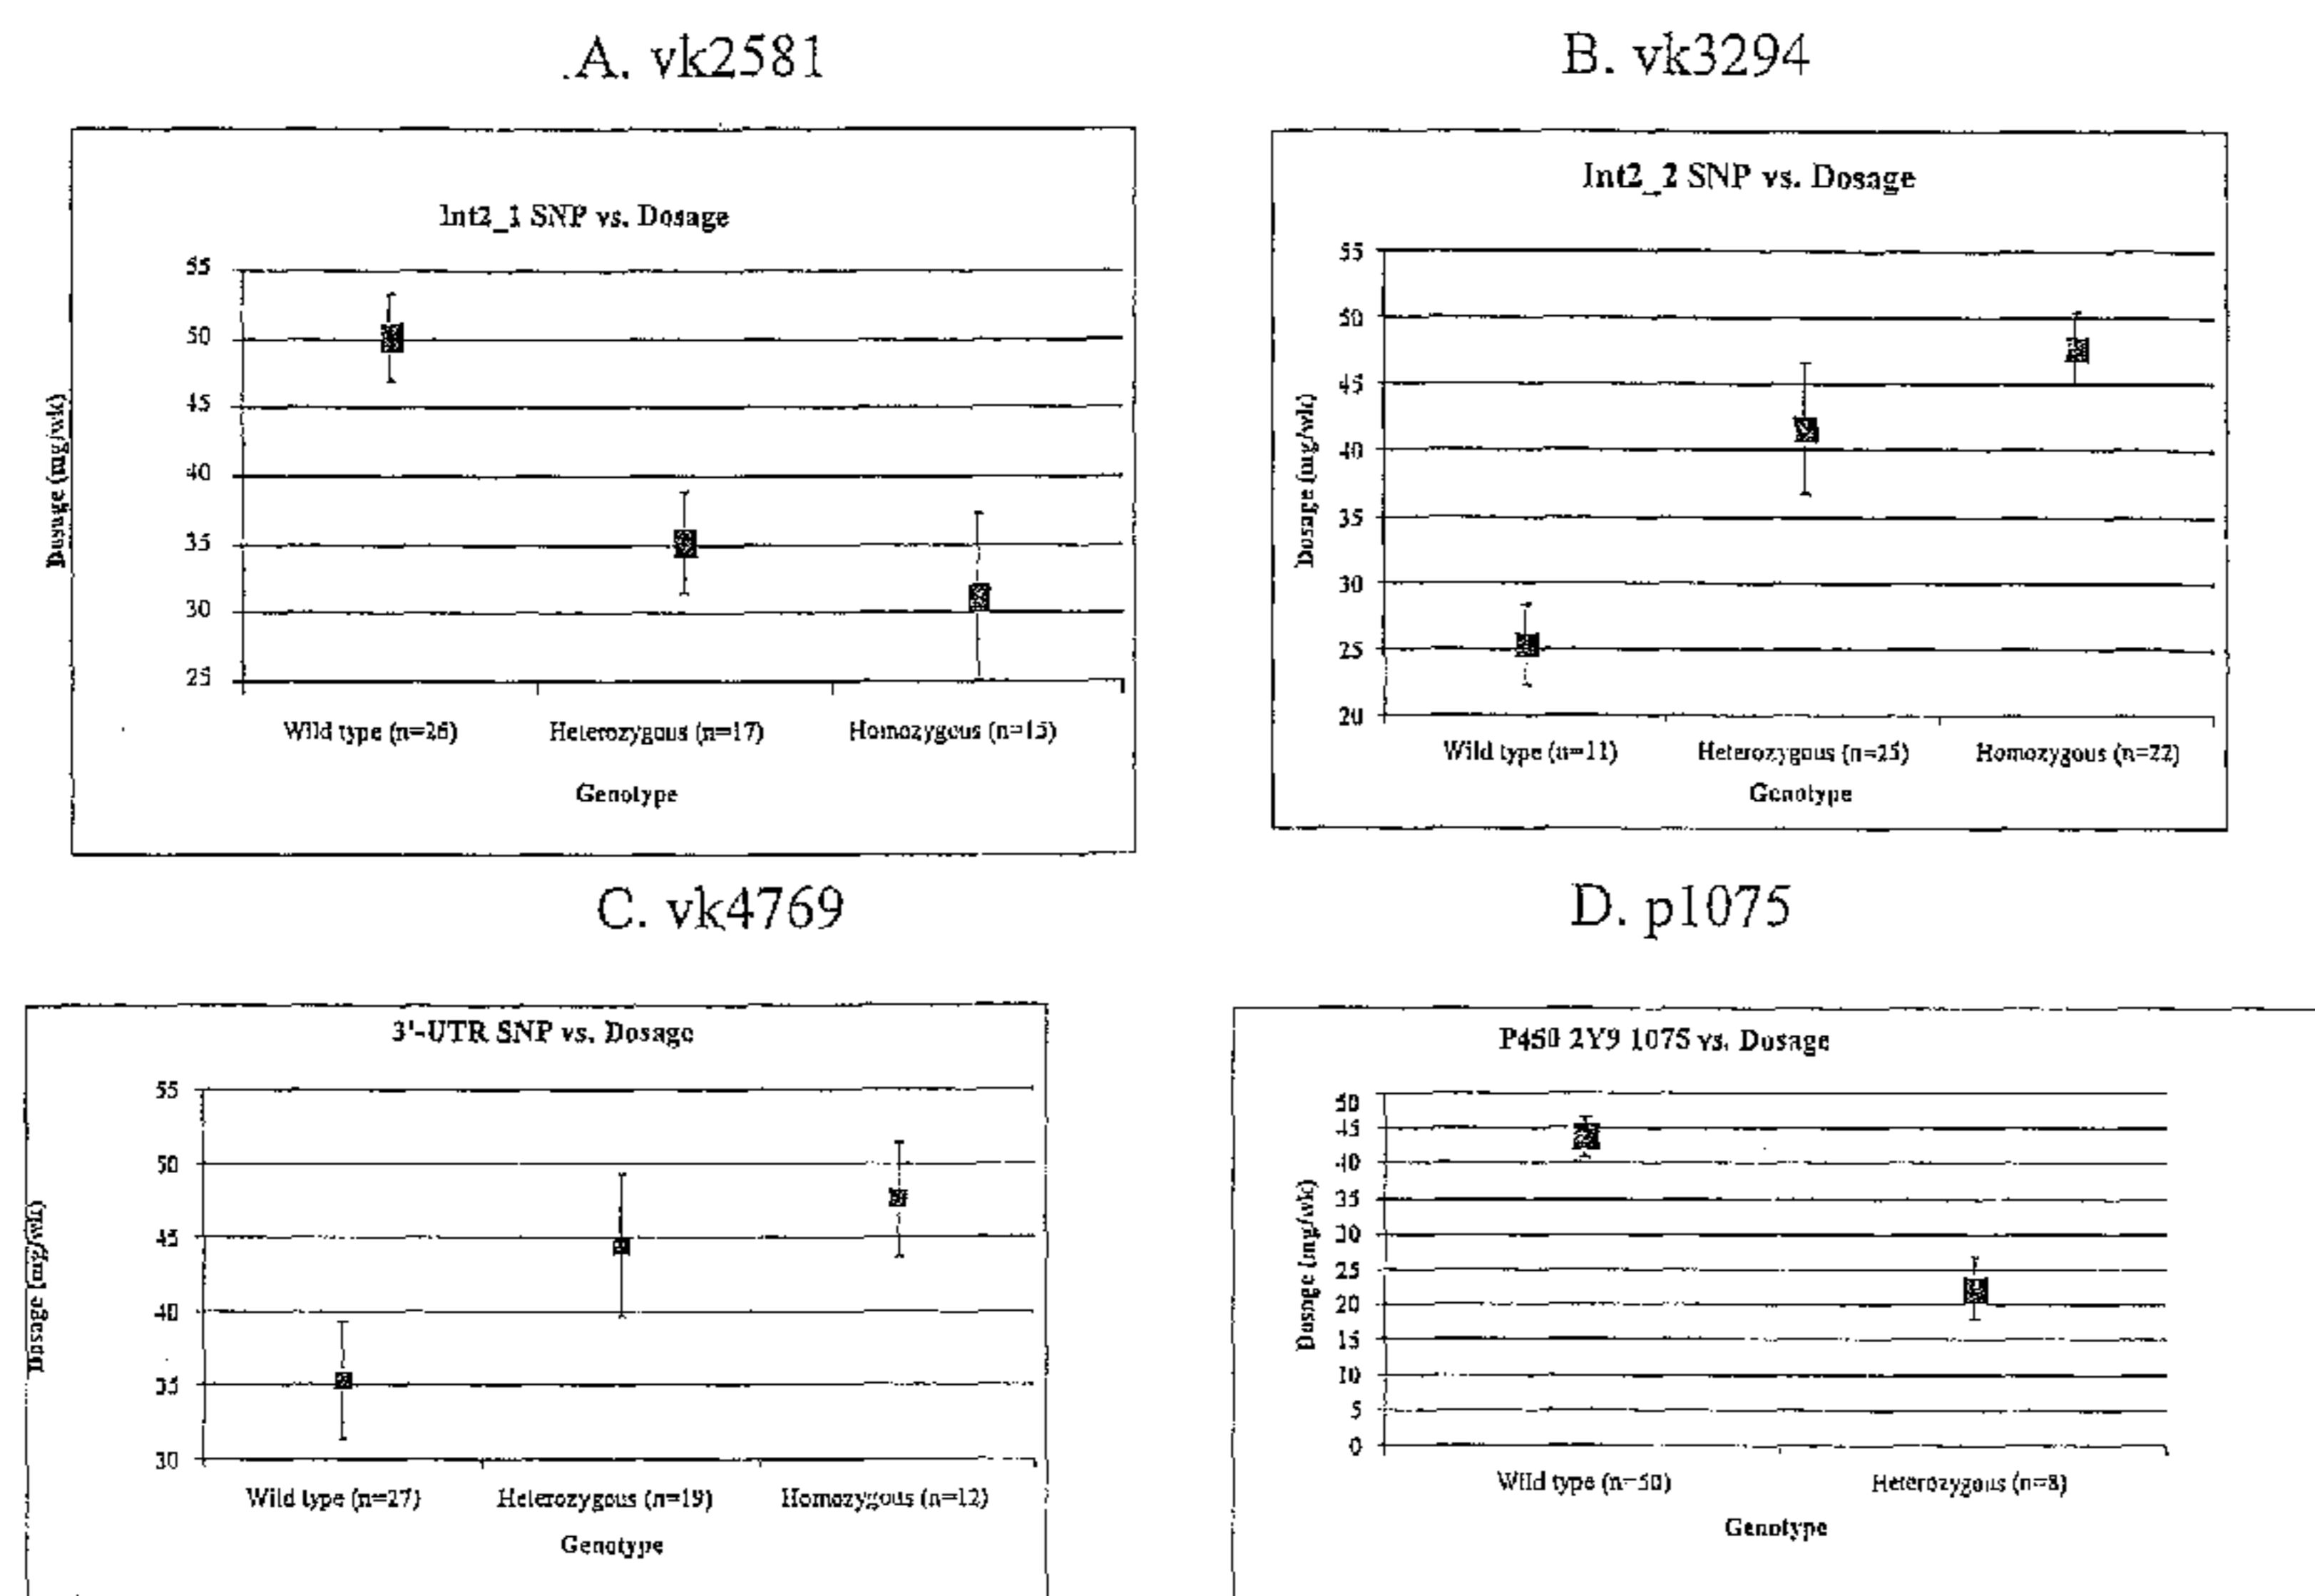 A. vk2581
Int2_1 SNP vs. Dosage
55
50
45
40
35
30
25
Dosage (mg/wk)
Wild type (n=26)
Heterozygous (n=17)
Homozygous (n=15)
Genotype
B. vk3294
Int2_2 SNP vs. Dosage
55
50
45
40
35
30
25
20
Dosage (mg/wk)
Wild type (n=11)
Heterozygous (n=25)
Homozygous (n=22)
Genotype
C. vk4769
3'-UTR SNP vs. Dosage
55
50
45
40
35
30
Dosage (mg/wk)
Wild type (n=27)
Heterozygous (n=19)
Homozygous (n=12)
Genotype
D. p1075
P450 2Y9 1075 vs. Dosage
50
45
40
35
30
25
20
15
10
5
0
Dosage (mg/wk)
Wild type (n=50)
Heterozygous (n=8)
Genotype